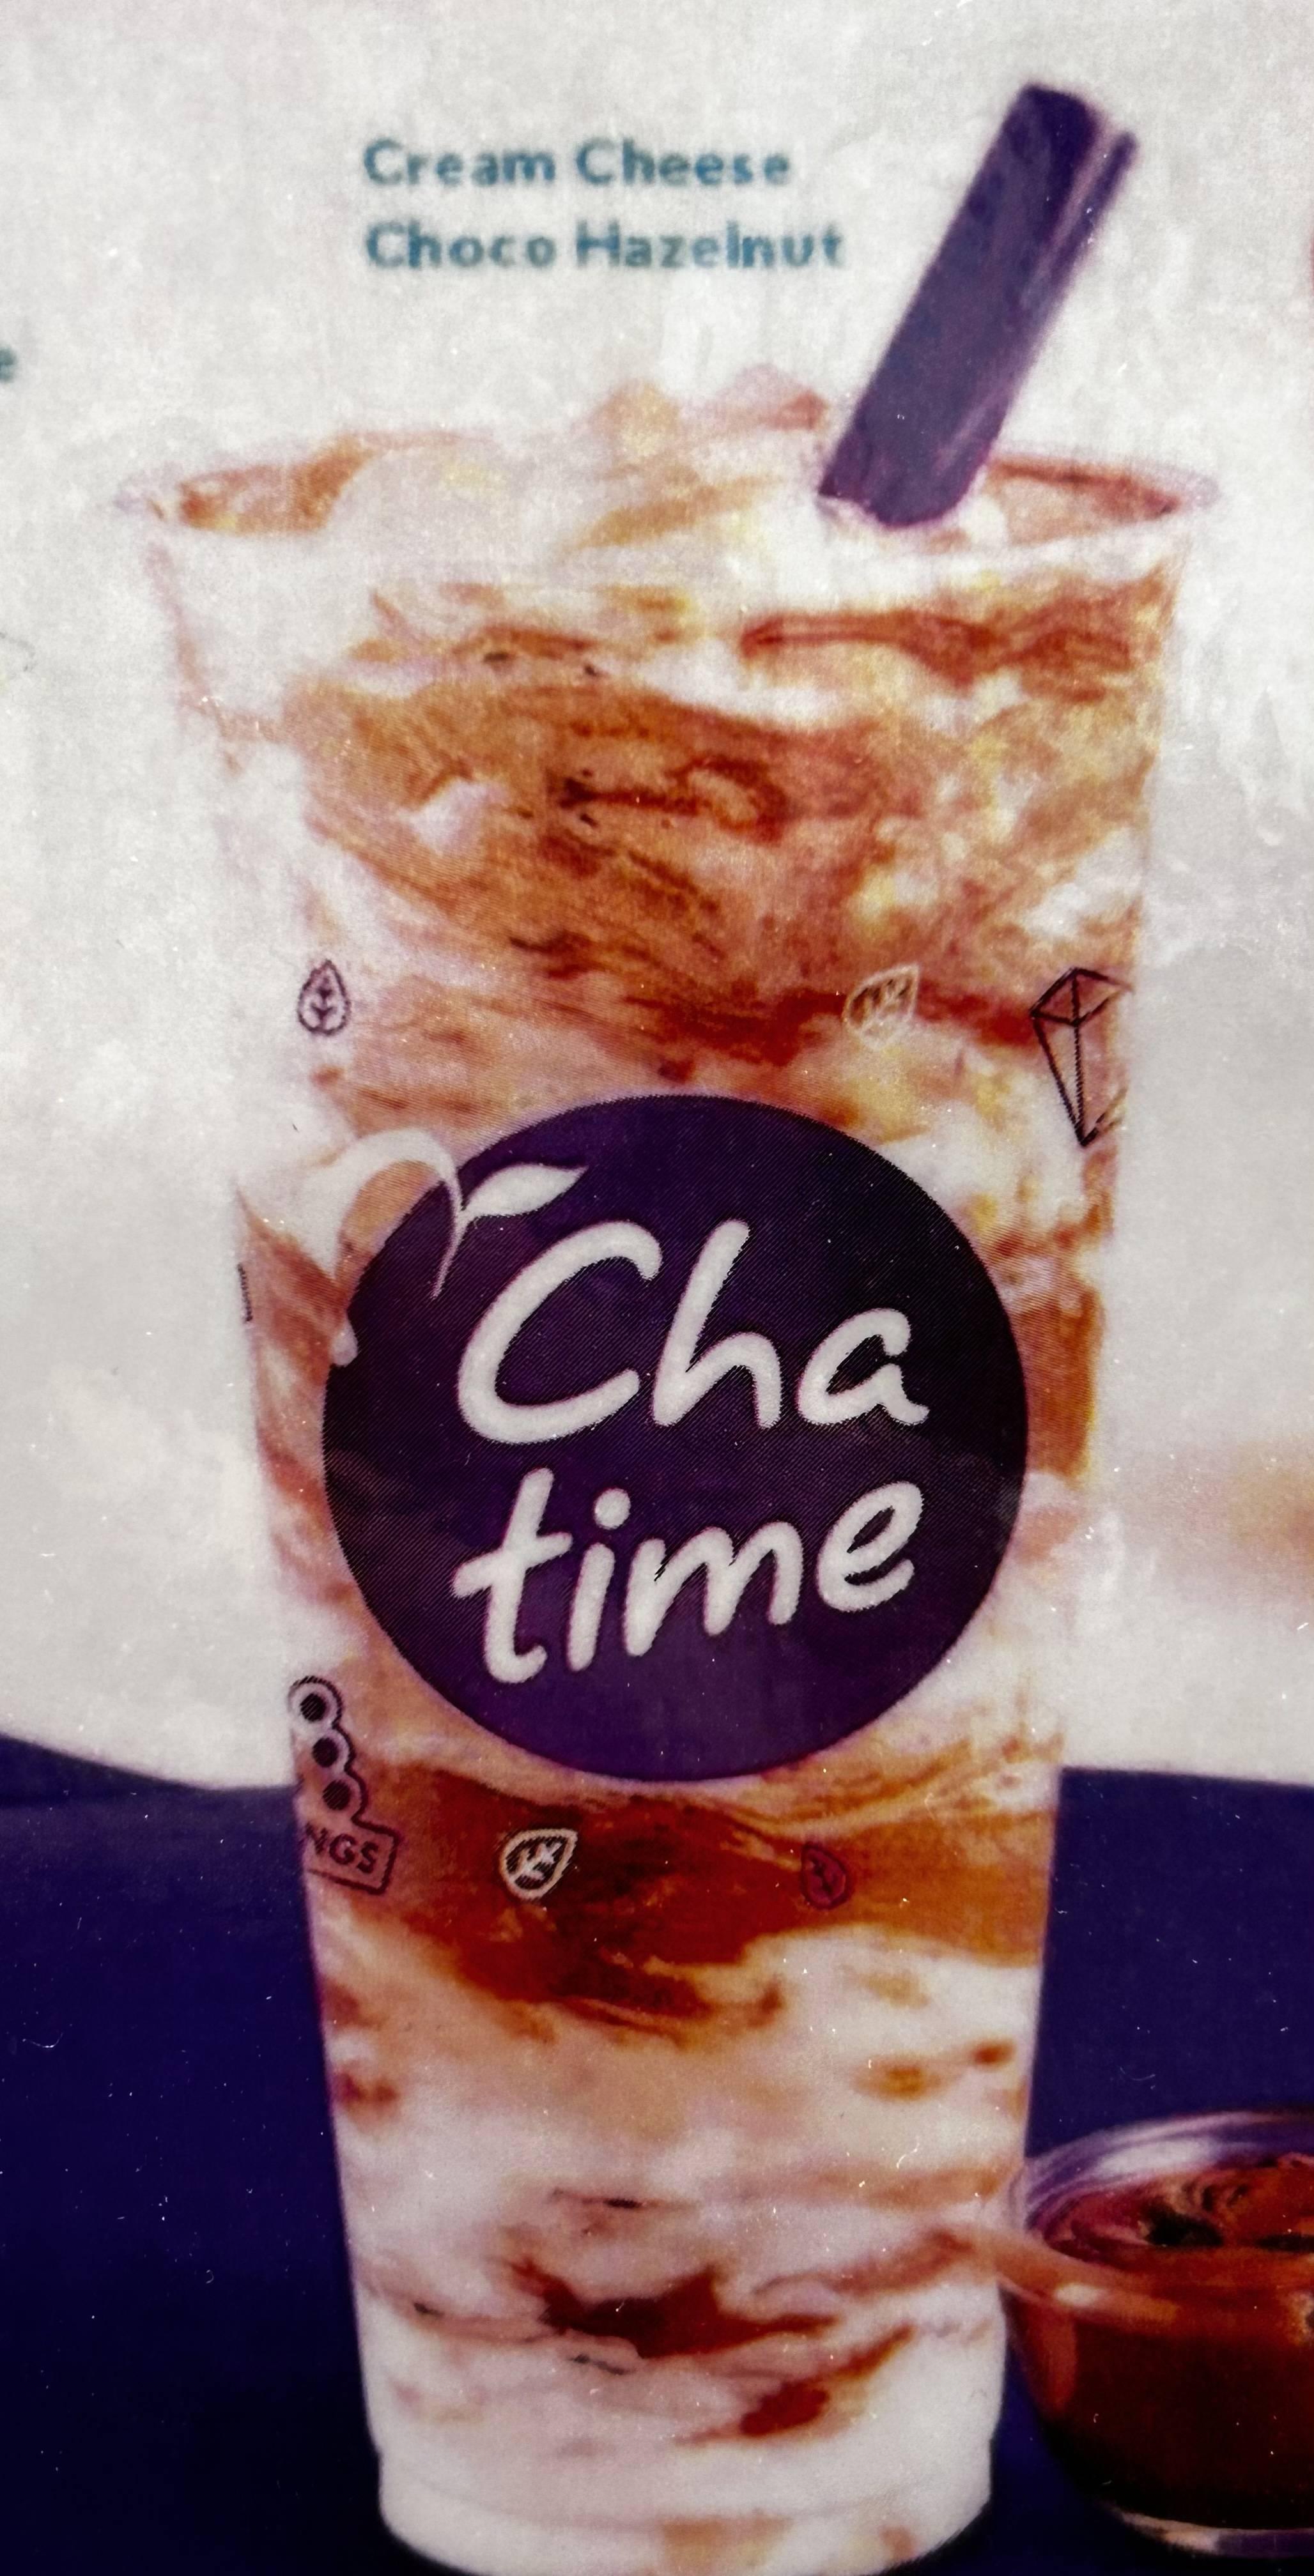 Cream Cheese
Choco Hazelnut
Cha
time
NGS